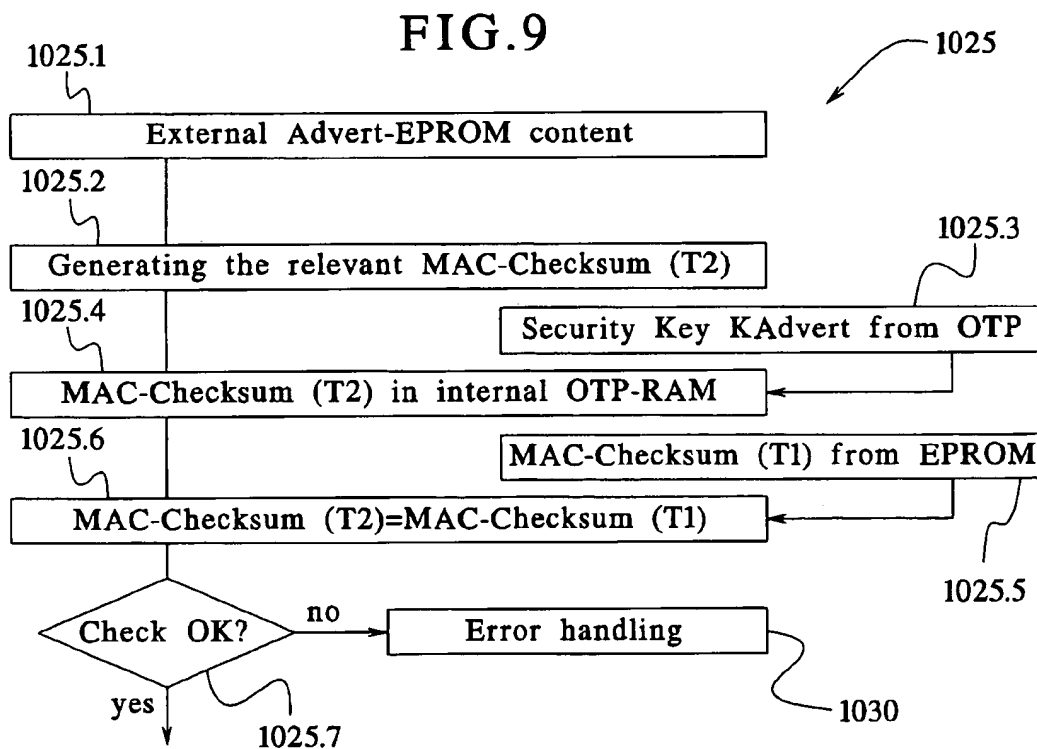 FIG.9
1025
1025.1
External Advert-EPROM content
1025.2
Generating the relevant MAC-Checksum (T2)
1025.3
Security Key KAdvert from OTP
1025.4
MAC-Checksum (T2) in internal OTP-RAM
1025.6
MAC-Checksum (T1) from EPROM
MAC-Checksum (T2)=MAC-Checksum (T1)
1025.5
Check OK?
no
Error handling
yes
1025.7
1030